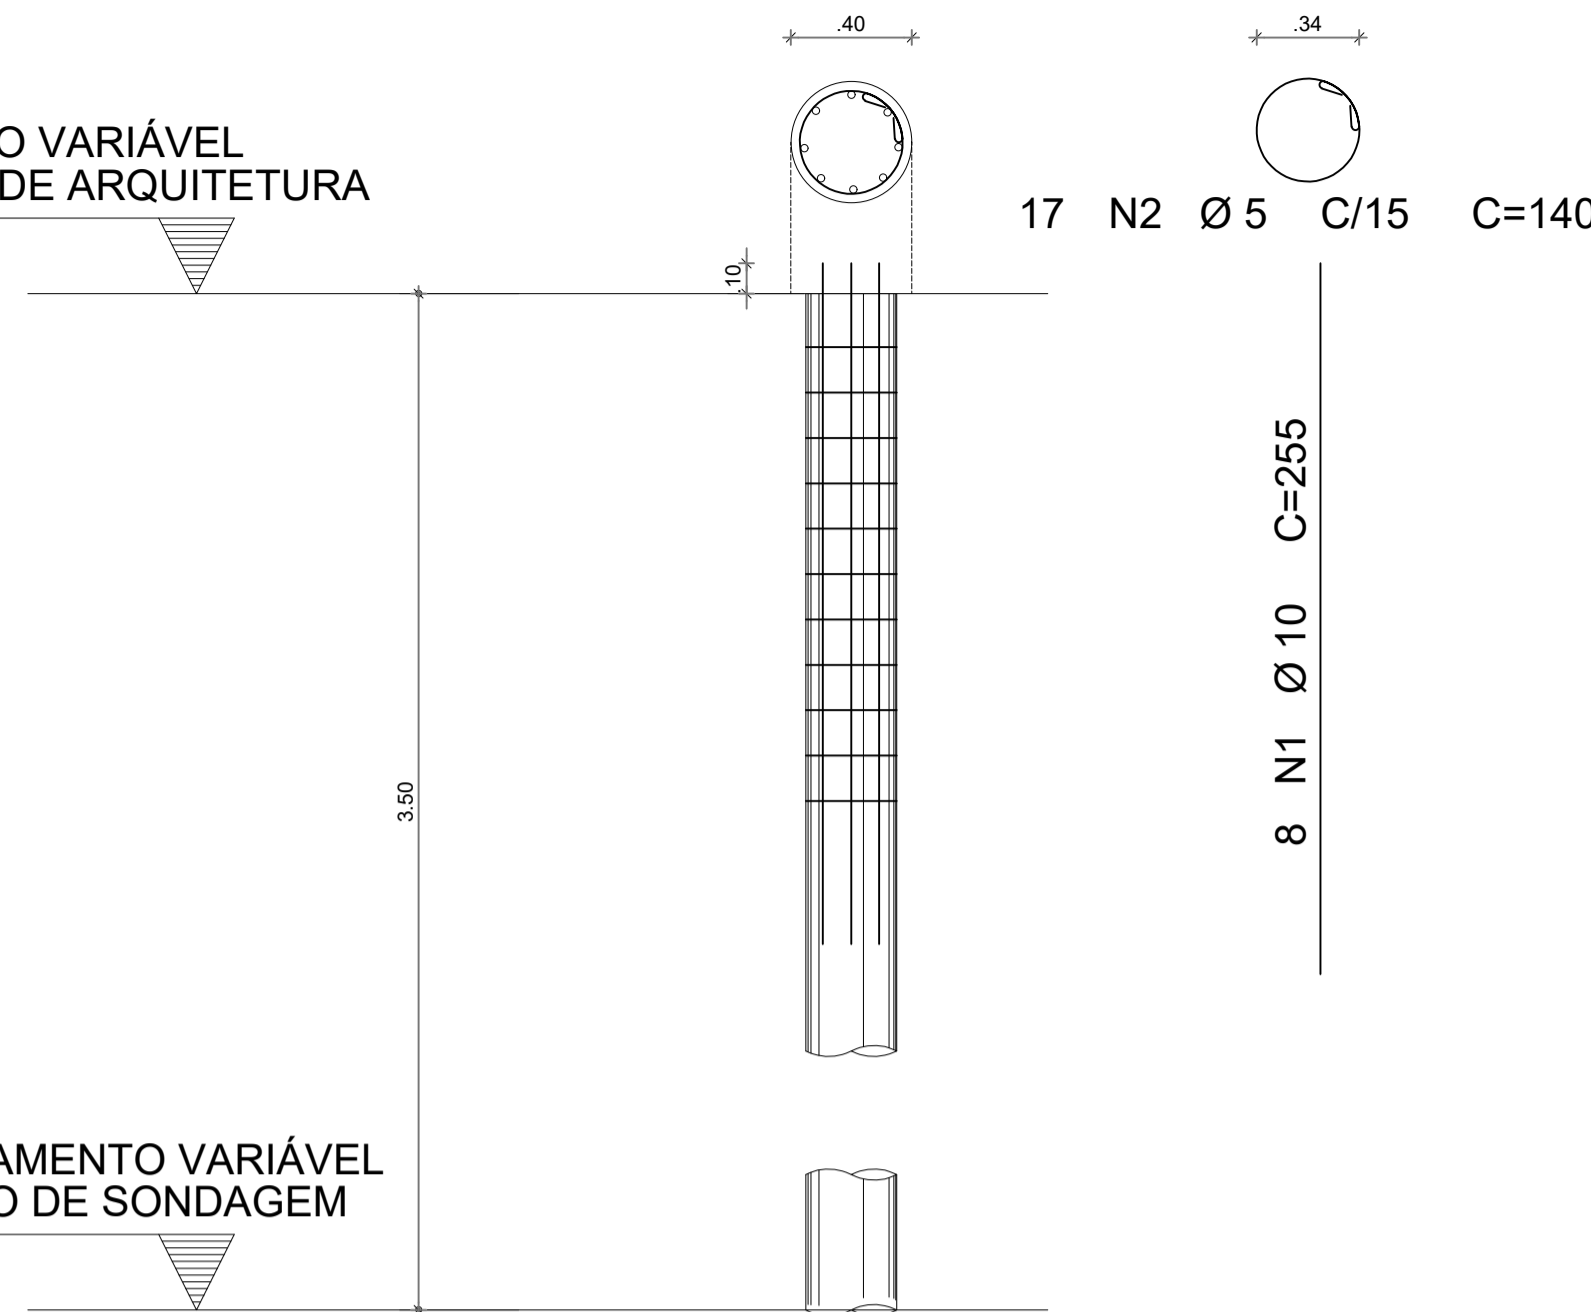 .40
.34
O VARIÁVEL
DE ARQUITETURA
17 N2 Ø 5 C/15 C=140
.10
8 N1 Ø 10 C=255
3.50
AMENTO VARIÁVEL
O DE SONDAGEM